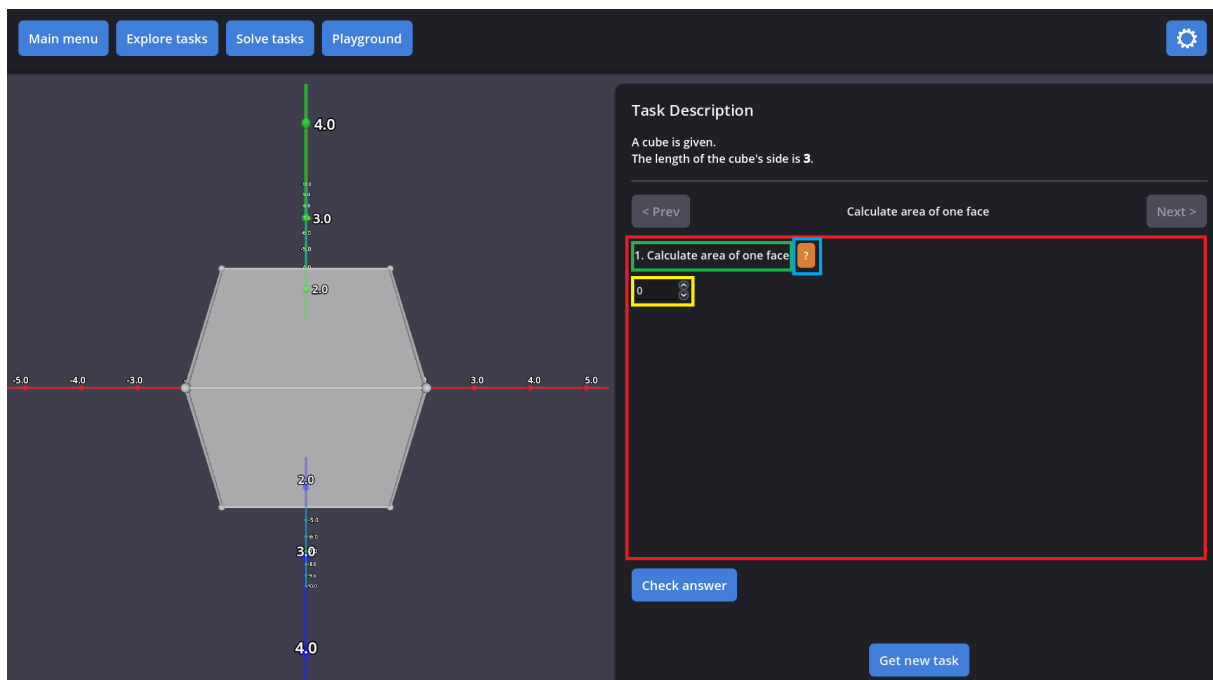 Main menu
Explore tasks
Solve tasks
Playground
4.0
3.0
2.0
-5.0 -4.0 -3.0 3.0 4.0 5.0
2.0
3.0
4.0
Task Description
A cube is given.
The length of the cube's side is 3.
< Prev
Calculate area of one face
Next >
1. Calculate area of one face
?
0
Check answer
Get new task